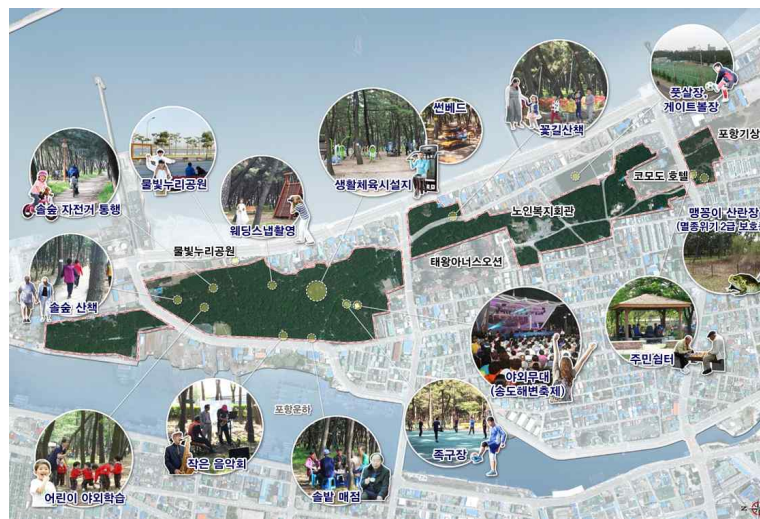 풋살장,
게이트볼장
썬베드
꽃길산책
포항기상
물빛누리공원
생활체육시설지
코모도 호텔
솔숲 자전거 통행
노인복지회관
맹꽁이 산란장
(멸종위기 2급 보호종
웨딩스냅촬영
물빛누리공원
태왕아너스오션
솔숲 산책
주민쉼터
야외무대
(송도해변축제)
포항운하
족구장
작은 음악회
솔밭 매점
어린이 야외학습
N